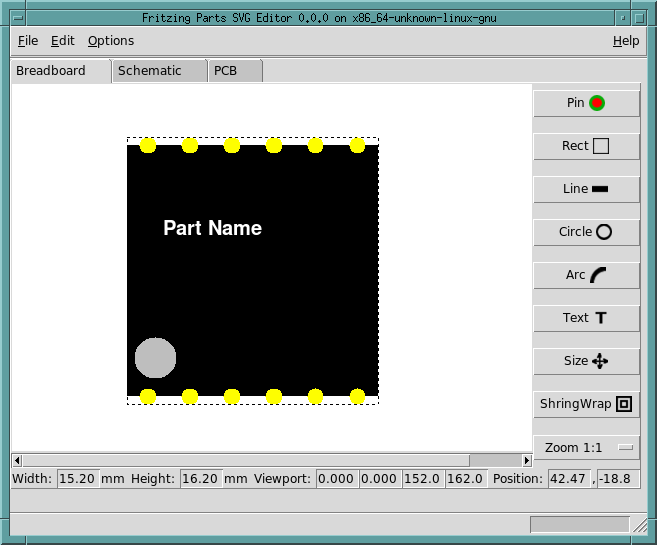 Fritzing Parts SVG Editor 0.0.0 on x86_64-unknown-linux-gnu
File Edit Options Help
Breadboard Schematic PCB
Pin
Rect
Line
Circle
Arc
Text T
Size
ShringWrap
Zoom 1:1
Part Name
Width: 15.20 mm Height: 16.20 mm Viewport: 0.000 0.000 152.0 162.0 Position: 42.47 , -18.8